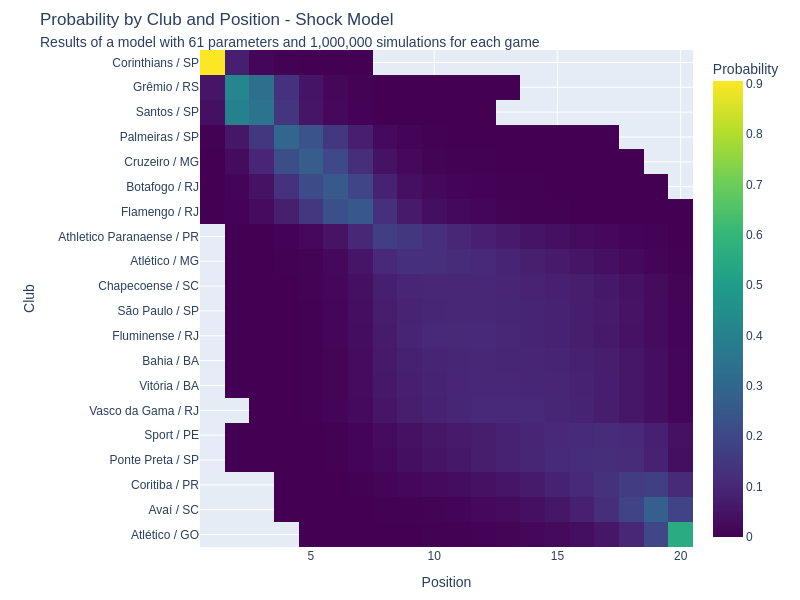 Probability by Club and Position - Shock Model
Results of a model with 61 parameters and 1,000,000 simulations for each game
Probability
Corinthians / SP
Grêmio / RS
Santos / SP
Palmeiras / SP
Cruzeiro / MG
Botafogo / RJ
Flamengo / RJ
Athletico Paranaense / PR
Atlético / MG
Chapecoense / SC
São Paulo / SP
Fluminense / RJ
Bahia / BA
Vitória / BA
Vasco da Gama / RJ
Sport / PE
Ponte Preta / SP
Coritiba / PR
Avaí / SC
Atlético / GO
Club
5
10
15
20
Position
0.9
0.8
0.7
0.6
0.5
0.4
0.3
0.2
0.1
0